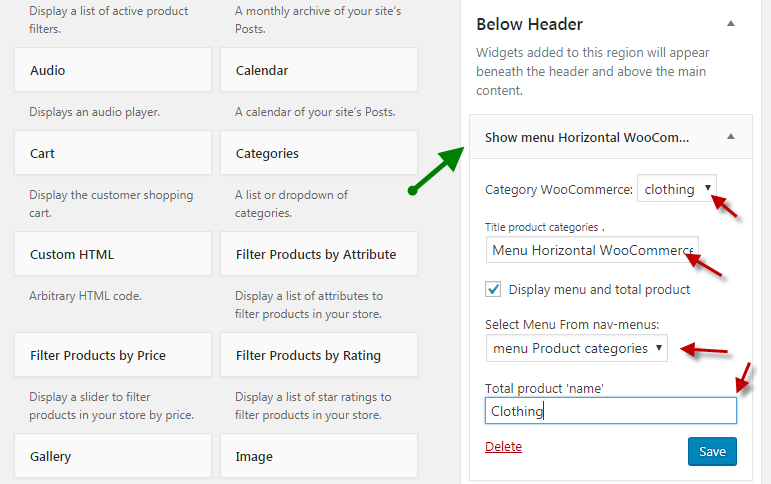 Display a list of active product
filters.
A monthly archive of your site's
Posts.
Audio
Calendar
Displays an audio player.
A calendar of your site's Posts.
Cart
Categories
Display the customer shopping
cart.
A list or dropdown of
categories.
Custom HTML
Filter Products by Attribute
Arbitrary HTML code.
Display a list of attributes to
filter products in your store.
Filter Products by Price
Filter Products by Rating
Display a slider to filter
products in your store by price.
Display a list of star ratings to
filter products in your store.
Gallery
Image
Below Header
Widgets added to this region will appear
beneath the header and above the main
content.
Show menu Horizontal WooCom...
Category WooCommerce: clothing
Title product categories .
Menu Horizontal WooCommerce
Display menu and total product
Select Menu From nav-menus:
menu Product categories
Total product 'name'
Clothing
Delete
Save